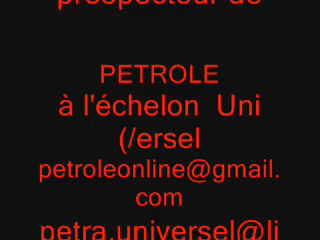 prospecteur de
PETROLE
à l'échelon Uni
(/ersel
petroleonline@gmail.
com
petra.universel@li